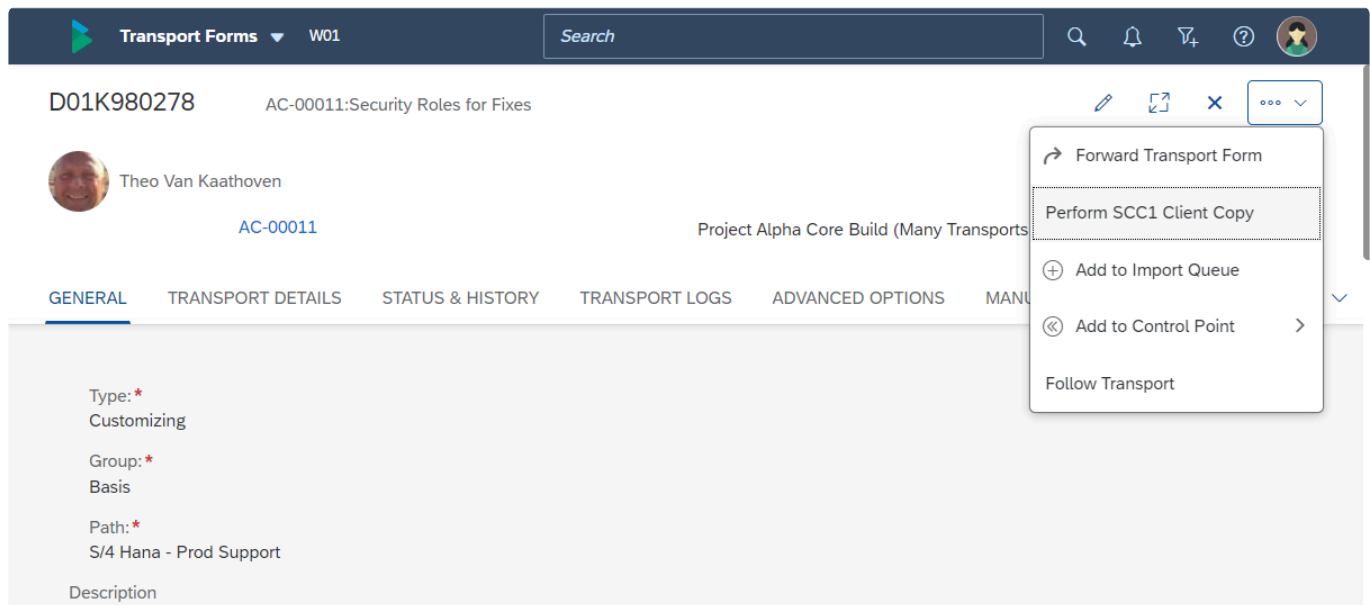 Transport Forms W01 Search
D01K980278 AC-00011:Security Roles for Fixes
Forward Transport Form
Theo Van Kaathoven
Perform SCC1 Client Copy
AC-00011 Project Alpha Core Build (Many Transports
Add to Import Queue
GENERAL TRANSPORT DETAILS STATUS & HISTORY TRANSPORT LOGS ADVANCED OPTIONS MANU
Add to Control Point
Follow Transport
Type:*
Customizing
Group:*
Basis
Path:*
S/4 Hana - Prod Support
Description